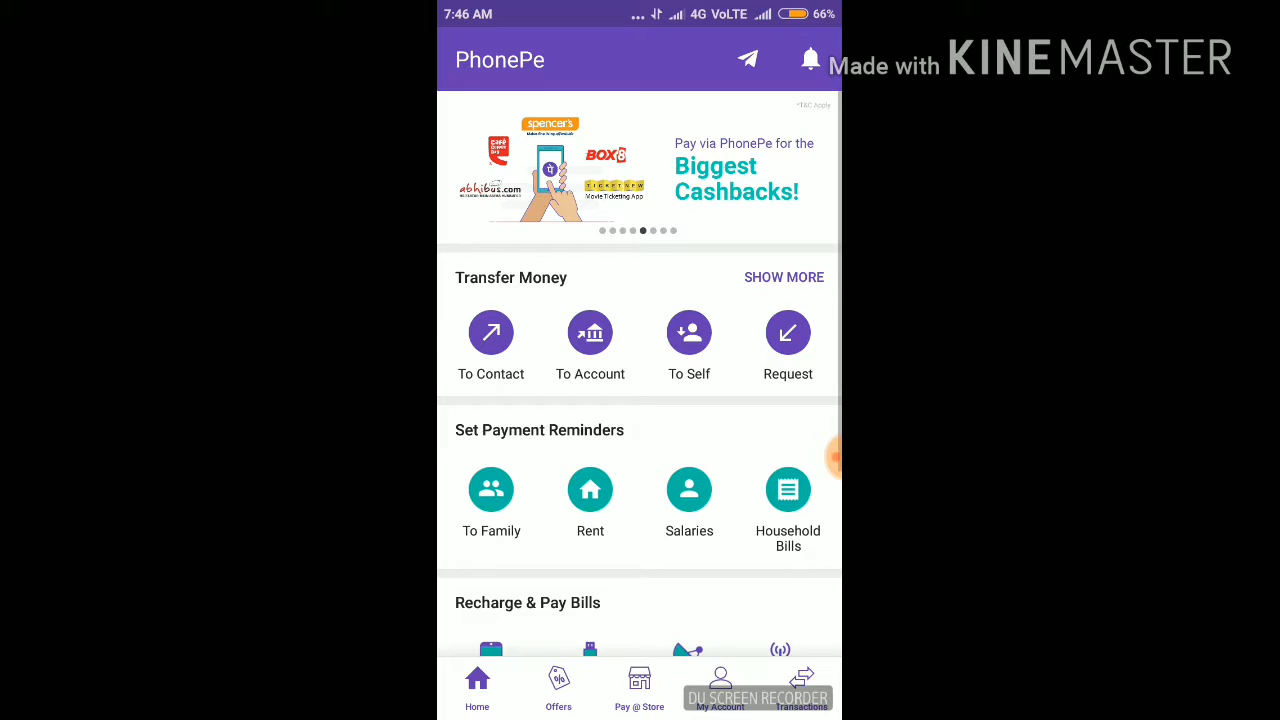 7:46 AM ... 4G VoLTE 66%
PhonePe
Made with KINEMASTER
*T&C Apply
spencer's
BOX8
abhibus.com
TICKETNEW
Movie Ticketing App
Pay via PhonePe for the
Biggest
Cashbacks!
Transfer Money SHOW MORE
To Contact To Account To Self Request
Set Payment Reminders
To Family Rent Salaries Household
Bills
Recharge & Pay Bills
DU SCREEN RECORDER
Home Offers Pay @ Store My Account Transactions